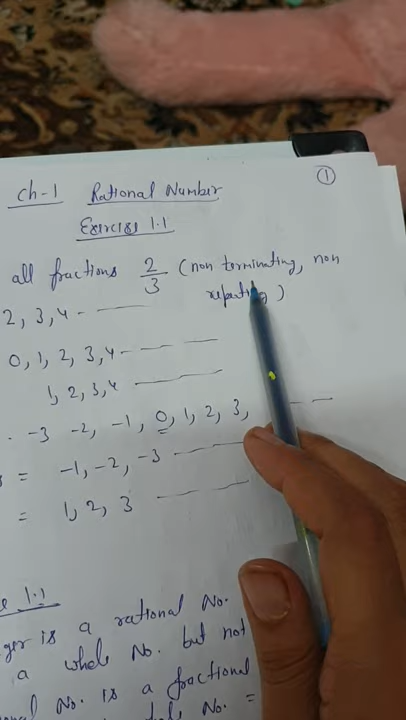 1
Ch-1 Rational Number
Exercise 1.1
all fractions 2/3 (non terminating, non
repeating)
2, 3, 4 - ——
0, 1, 2, 3, 4 —— ——
1, 2, 3, 4 ——
-3 -2, -1, 0, 1, 2, 3, — —
= -1, -2, -3 ——
= 1, 2, 3 ——
1.1
is a rational No.
a whole No. but not
No. is a fractional
No. =